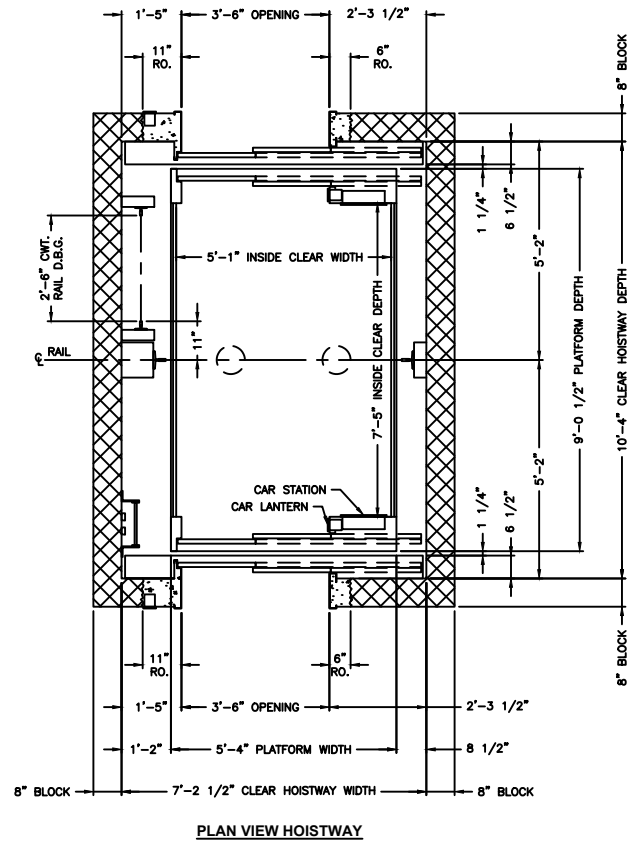 1'-5" 3'-6" OPENING 2'-3 1/2"
11" RO.
6" RO.
8" BLOCK
1 1/4"
6 1/2"
5'-2"
2'-6" CWT. RAIL D.B.G.
5'-1" INSIDE CLEAR WIDTH
11"
7'-5" INSIDE CLEAR DEPTH
9'-0 1/2" PLATFORM DEPTH
10'-4" CLEAR HOISTWAY DEPTH
℄ RAIL
CAR STATION
CAR LANTERN
5'-2"
1 1/4"
6 1/2"
8" BLOCK
11" RO.
6" RO.
1'-5" 3'-6" OPENING 2'-3 1/2"
1'-2" 5'-4" PLATFORM WIDTH 8 1/2"
8" BLOCK 7'-2 1/2" CLEAR HOISTWAY WIDTH 8" BLOCK
PLAN VIEW HOISTWAY